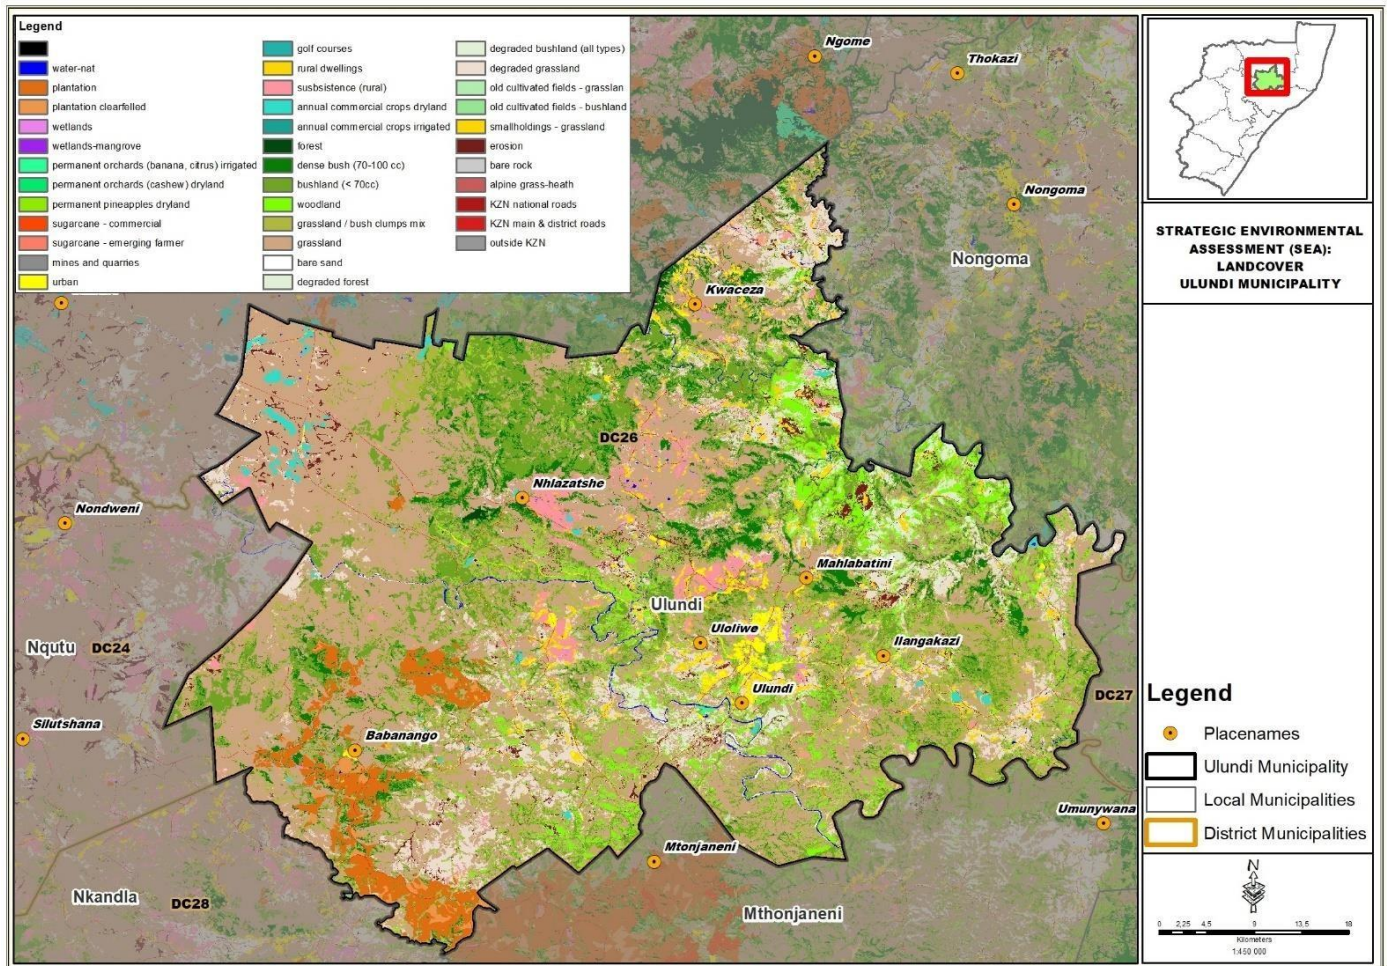 Legend
water-nat
plantation
plantation clearfelled
wetlands
wetlands-mangrove
permanent orchards (banana, citrus) irrigated
permanent orchards (cashew) dryland
permanent pineapples dryland
sugarcane - commercial
sugarcane - emerging farmer
mines and quarries
urban
golf courses
rural dwellings
susbsistence (rural)
annual commercial crops dryland
annual commercial crops irrigated
forest
dense bush (70-100 cc)
bushland (< 70cc)
woodland
grassland / bush clumps mix
grassland
bare sand
degraded forest
degraded bushland (all types)
degraded grassland
old cultivated fields - grasslan
old cultivated fields - bushland
smallholdings - grassland
erosion
bare rock
alpine grass-heath
KZN national roads
KZN main & district roads
outside KZN
Ngome
Thokazi
Nongoma
Nongoma
Kwaceza
DC26
Nhlazatshe
Nondweni
Mahlabatini
Ulundi
Uloliwe
Ilangakazi
Nqutu
DC24
Ulundi
DC27
Silutshana
Babanango
Umunywana
Mtonjaneni
Nkandla
DC28
Mthonjaneni
STRATEGIC ENVIRONMENTAL
ASSESSMENT (SEA):
LANDCOVER
ULUNDI MUNICIPALITY
Legend
Placenames
Ulundi Municipality
Local Municipalities
District Municipalities
N
0 2,25 4,5 9 13,5 18
Kilometers
1:450 000